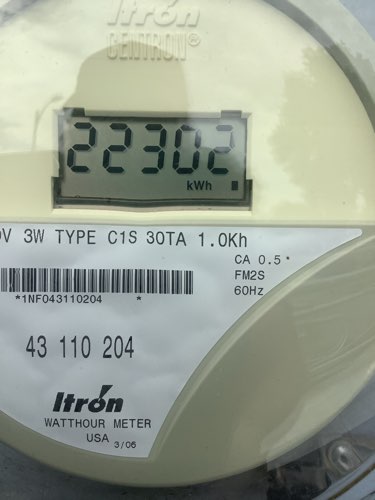 Itron
CENTRON®
22302
kWh
V 3W TYPE C1S 30TA 1.0Kh
CA 0.5*
FM2S
60Hz
*1NF043110204 *
43 110 204
Itron
WATTHOUR METER
USA 3/06